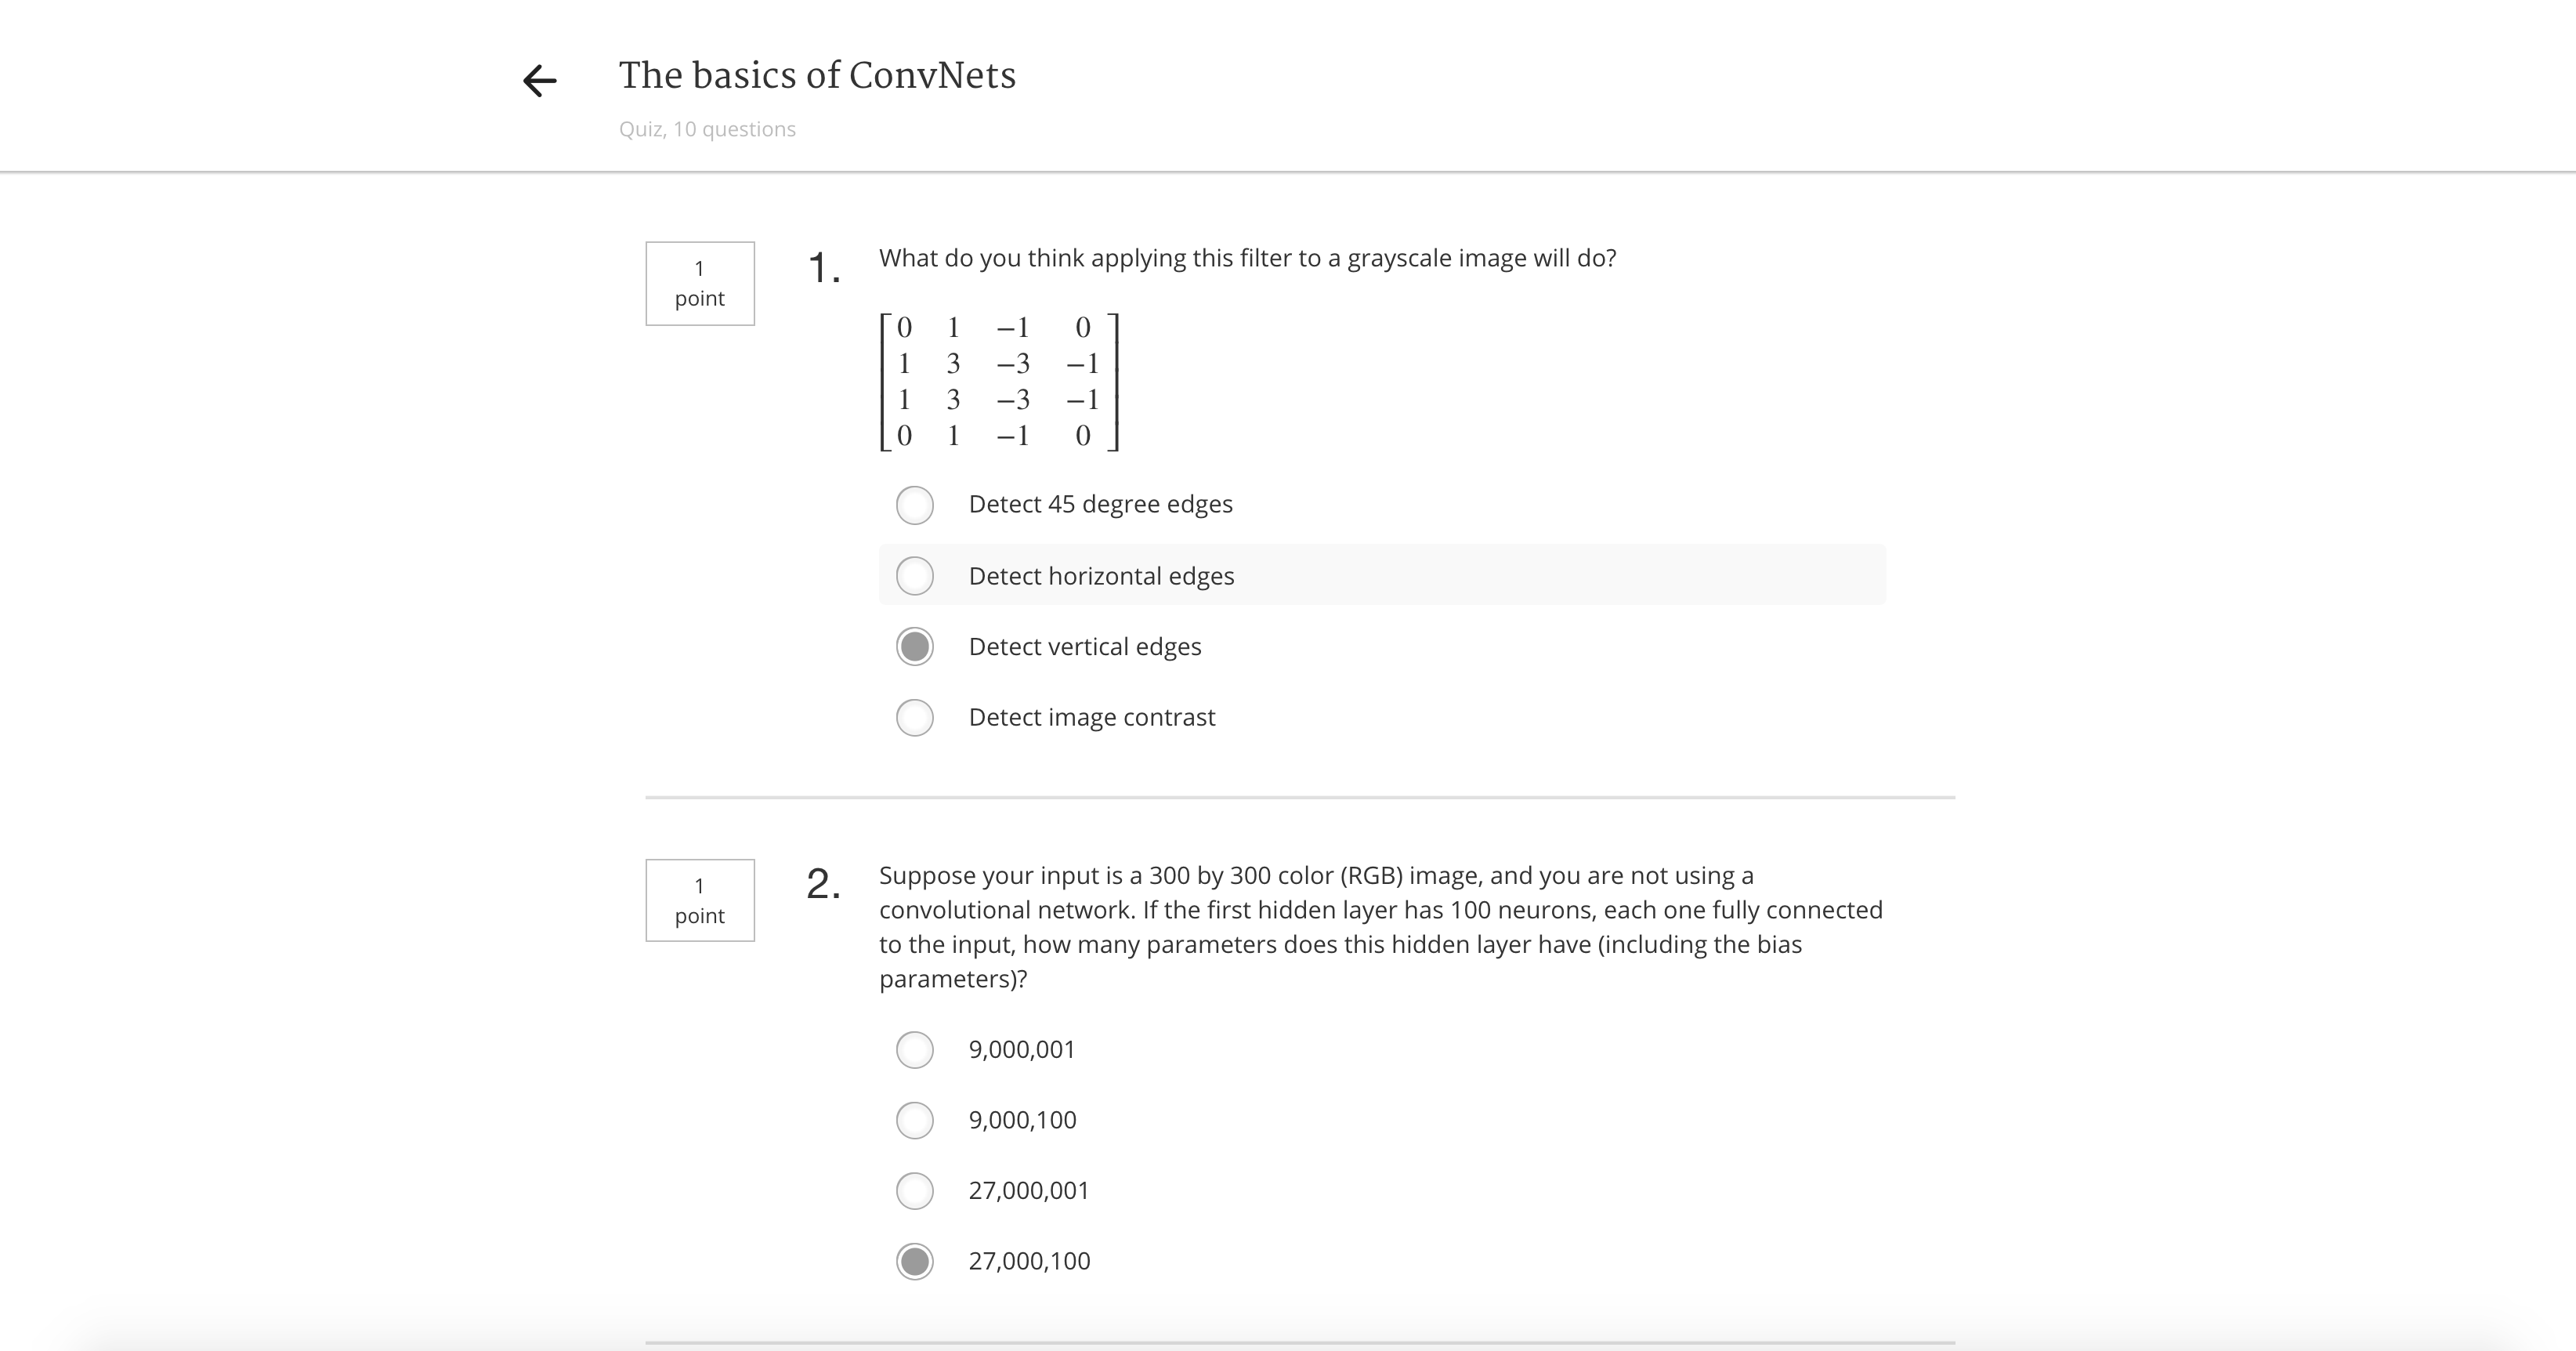 The basics of ConvNets
Quiz, 10 questions
1
point
1.
What do you think applying this filter to a grayscale image will do?
0 1 −1 0
1 3 −3 −1
1 3 −3 −1
0 1 −1 0
Detect 45 degree edges
Detect horizontal edges
Detect vertical edges
Detect image contrast
1
point
2.
Suppose your input is a 300 by 300 color (RGB) image, and you are not using a
convolutional network. If the first hidden layer has 100 neurons, each one fully connected
to the input, how many parameters does this hidden layer have (including the bias
parameters)?
9,000,001
9,000,100
27,000,001
27,000,100